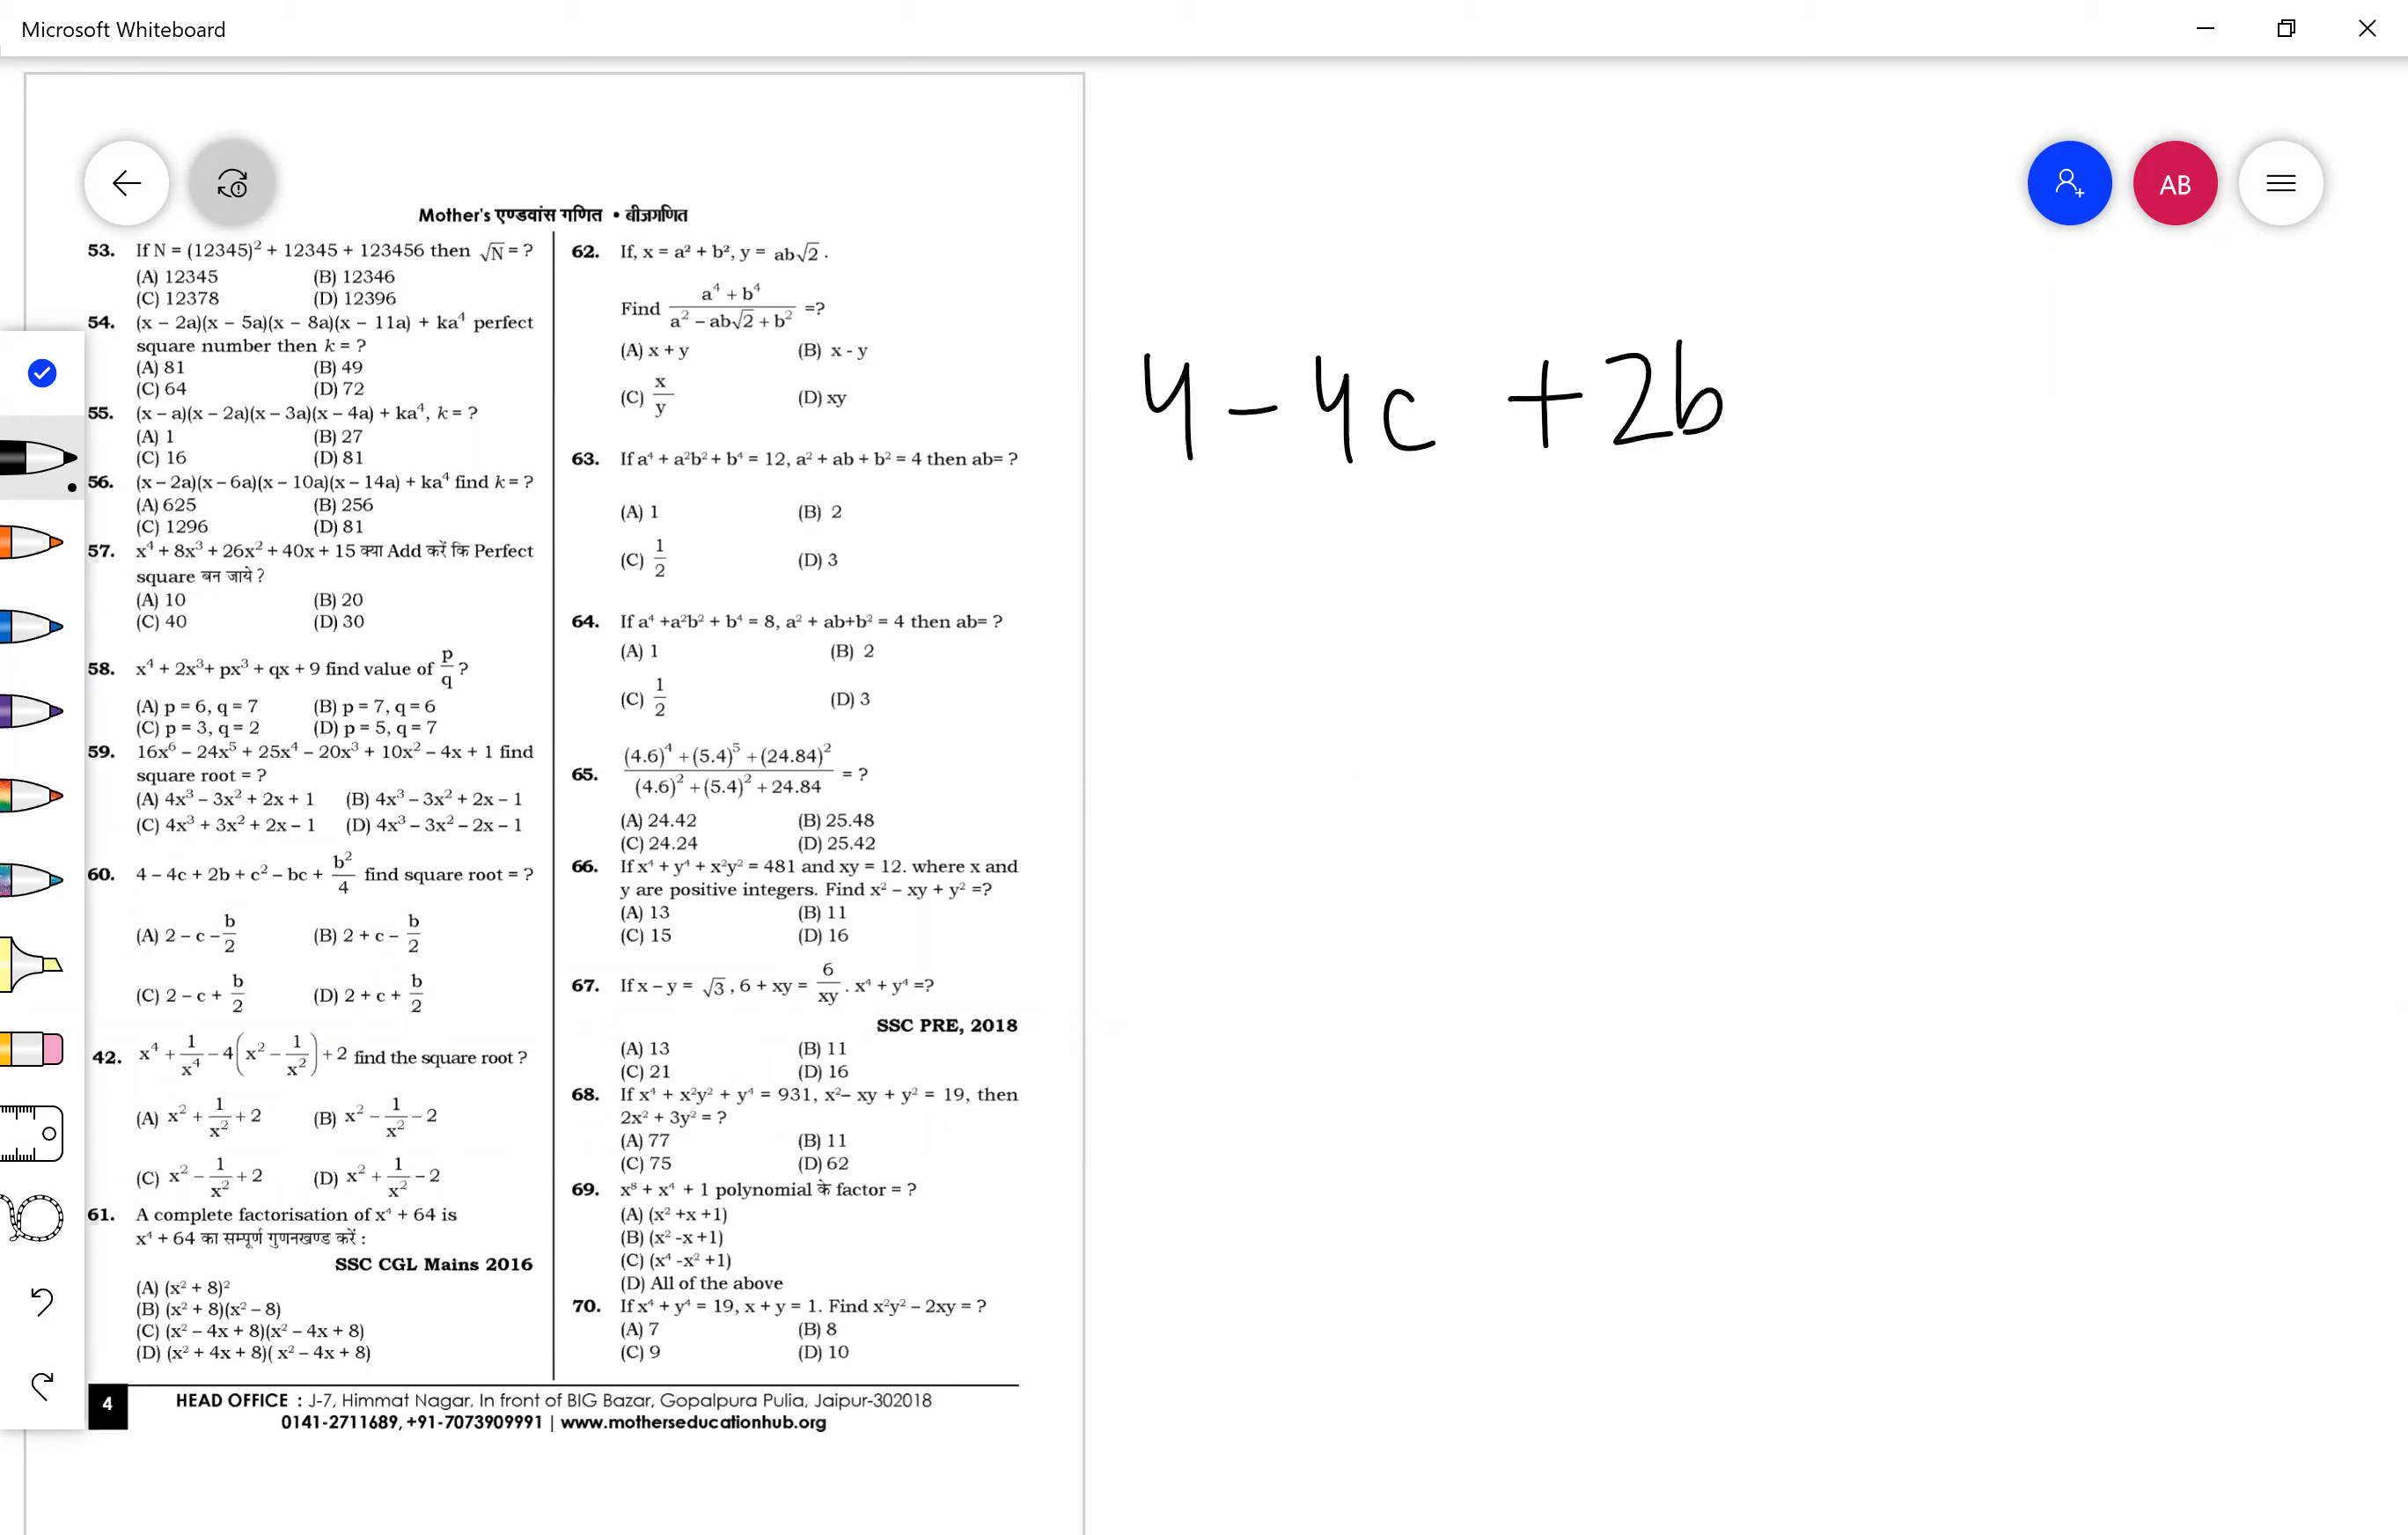 Microsoft Whiteboard
AB
Mother's एण्डवांस गणित • बीजगणित
53. If N = (12345)² + 12345 + 123456 then √N = ?
(A) 12345 (B) 12346
(C) 12378 (D) 12396
54. (x – 2a)(x – 5a)(x – 8a)(x – 11a) + ka⁴ perfect
square number then k = ?
(A) 81 (B) 49
(C) 64 (D) 72
55. (x – a)(x – 2a)(x – 3a)(x – 4a) + ka⁴, k = ?
(A) 1 (B) 27
(C) 16 (D) 81
56. (x – 2a)(x – 6a)(x – 10a)(x – 14a) + ka⁴ find k = ?
(A) 625 (B) 256
(C) 1296 (D) 81
57. x⁴ + 8x³ + 26x² + 40x + 15 क्या Add करें कि Perfect
square बन जाये ?
(A) 10 (B) 20
(C) 40 (D) 30
58. x⁴ + 2x³+ px³ + qx + 9 find value of p/q ?
(A) p = 6, q = 7 (B) p = 7, q = 6
(C) p = 3, q = 2 (D) p = 5, q = 7
59. 16x⁶ – 24x⁵ + 25x⁴ – 20x³ + 10x² – 4x + 1 find
square root = ?
(A) 4x³ – 3x² + 2x + 1 (B) 4x³ – 3x² + 2x – 1
(C) 4x³ + 3x² + 2x – 1 (D) 4x³ – 3x² – 2x – 1
60. 4 – 4c + 2b + c² – bc + b²/4 find square root = ?
(A) 2 – c – b/2 (B) 2 + c – b/2
(C) 2 – c + b/2 (D) 2 + c + b/2
42. x⁴ + 1/x⁴ – 4(x² – 1/x²) + 2 find the square root ?
(A) x² + 1/x² + 2 (B) x² – 1/x² – 2
(C) x² – 1/x² + 2 (D) x² + 1/x² – 2
61. A complete factorisation of x⁴ + 64 is
x⁴ + 64 का सम्पूर्ण गुणनखण्ड करें :
SSC CGL Mains 2016
(A) (x² + 8)²
(B) (x² + 8)(x² – 8)
(C) (x² – 4x + 8)(x² – 4x + 8)
(D) (x² + 4x + 8)( x² – 4x + 8)
62. If, x = a² + b², y = ab√2 .
Find (a⁴ + b⁴)/(a² – ab√2 + b²) =?
(A) x + y (B) x - y
(C) x/y (D) xy
63. If a⁴ + a²b² + b⁴ = 12, a² + ab + b² = 4 then ab= ?
(A) 1 (B) 2
(C) 1/2 (D) 3
64. If a⁴ +a²b² + b⁴ = 8, a² + ab+b² = 4 then ab= ?
(A) 1 (B) 2
(C) 1/2 (D) 3
65. ((4.6)⁴ + (5.4)⁵ + (24.84)²)/((4.6)² + (5.4)² + 24.84) = ?
(A) 24.42 (B) 25.48
(C) 24.24 (D) 25.42
66. If x⁴ + y⁴ + x²y² = 481 and xy = 12. where x and
y are positive integers. Find x² – xy + y² =?
(A) 13 (B) 11
(C) 15 (D) 16
67. If x – y = √3 , 6 + xy = 6/xy . x⁴ + y⁴ =?
SSC PRE, 2018
(A) 13 (B) 11
(C) 21 (D) 16
68. If x⁴ + x²y² + y⁴ = 931, x²– xy + y² = 19, then
2x² + 3y² = ?
(A) 77 (B) 11
(C) 75 (D) 62
69. x⁸ + x⁴ + 1 polynomial के factor = ?
(A) (x² +x +1)
(B) (x² -x +1)
(C) (x⁴ -x² +1)
(D) All of the above
70. If x⁴ + y⁴ = 19, x + y = 1. Find x²y² – 2xy = ?
(A) 7 (B) 8
(C) 9 (D) 10
4 HEAD OFFICE : J-7, Himmat Nagar, In front of BIG Bazar, Gopalpura Pulia, Jaipur-302018
0141-2711689, +91-7073909991 | www.motherseducationhub.org
4 – 4c + 2b